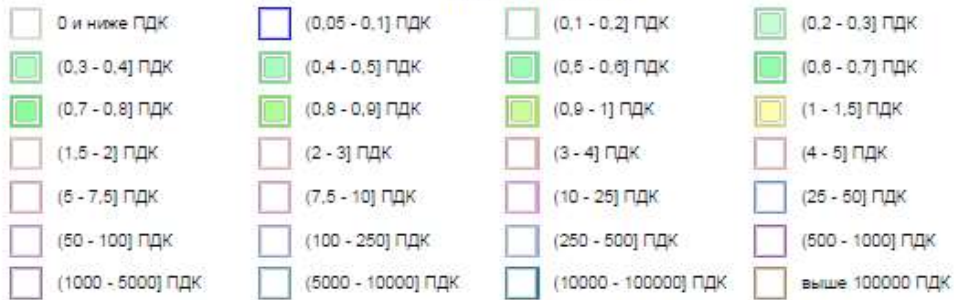 0 и ниже ПДК (0,05 - 0,1] ПДК (0,1 - 0,2] ПДК (0,2 - 0,3] ПДК
(0,3 - 0,4] ПДК (0,4 - 0,5] ПДК (0,5 - 0,6] ПДК (0,6 - 0,7] ПДК
(0,7 - 0,8] ПДК (0,8 - 0,9] ПДК (0,9 - 1] ПДК (1 - 1,5] ПДК
(1,5 - 2] ПДК (2 - 3] ПДК (3 - 4] ПДК (4 - 5] ПДК
(5 - 7,5] ПДК (7,5 - 10] ПДК (10 - 25] ПДК (25 - 50] ПДК
(50 - 100] ПДК (100 - 250] ПДК (250 - 500] ПДК (500 - 1000] ПДК
(1000 - 5000] ПДК (5000 - 10000] ПДК (10000 - 100000] ПДК выше 100000 ПДК